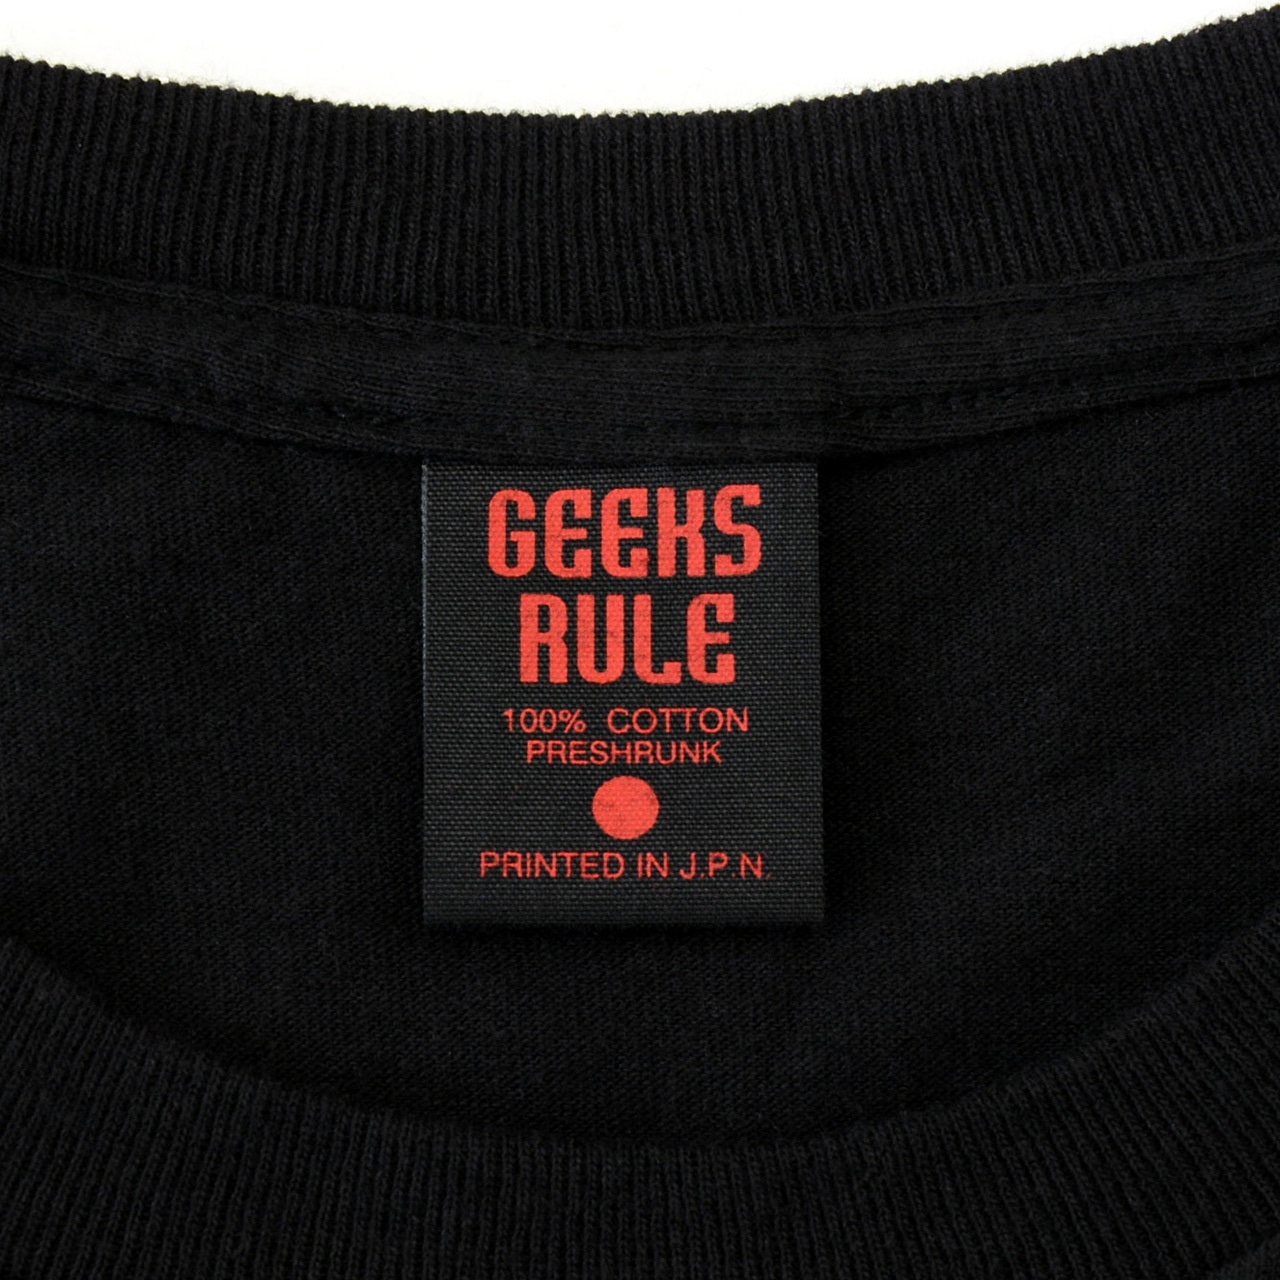 GEEKS
RULE
100% COTTON
PRESHRUNK
PRINTED IN J.P.N.